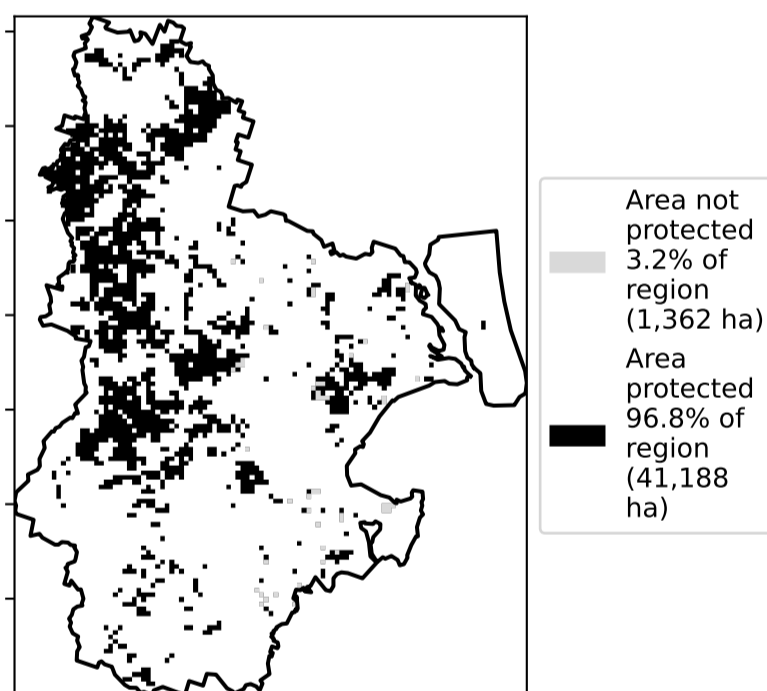 Area not
protected
3.2% of
region
(1,362 ha)
Area
protected
96.8% of
region
(41,188
ha)